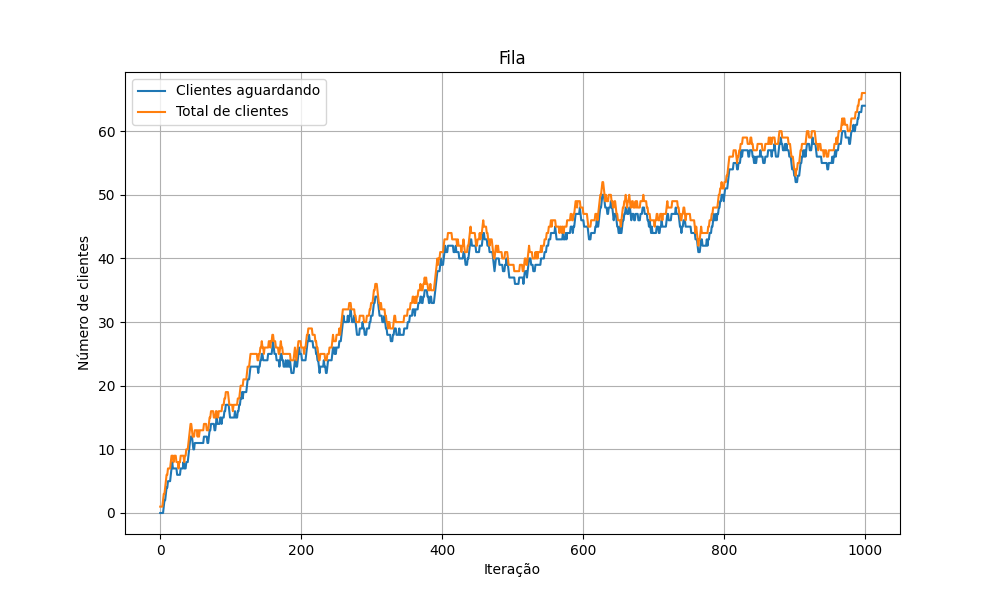 Fila
Clientes aguardando
Total de clientes
60
50
40
30
20
10
0
Número de clientes
0 200 400 600 800 1000
Iteração